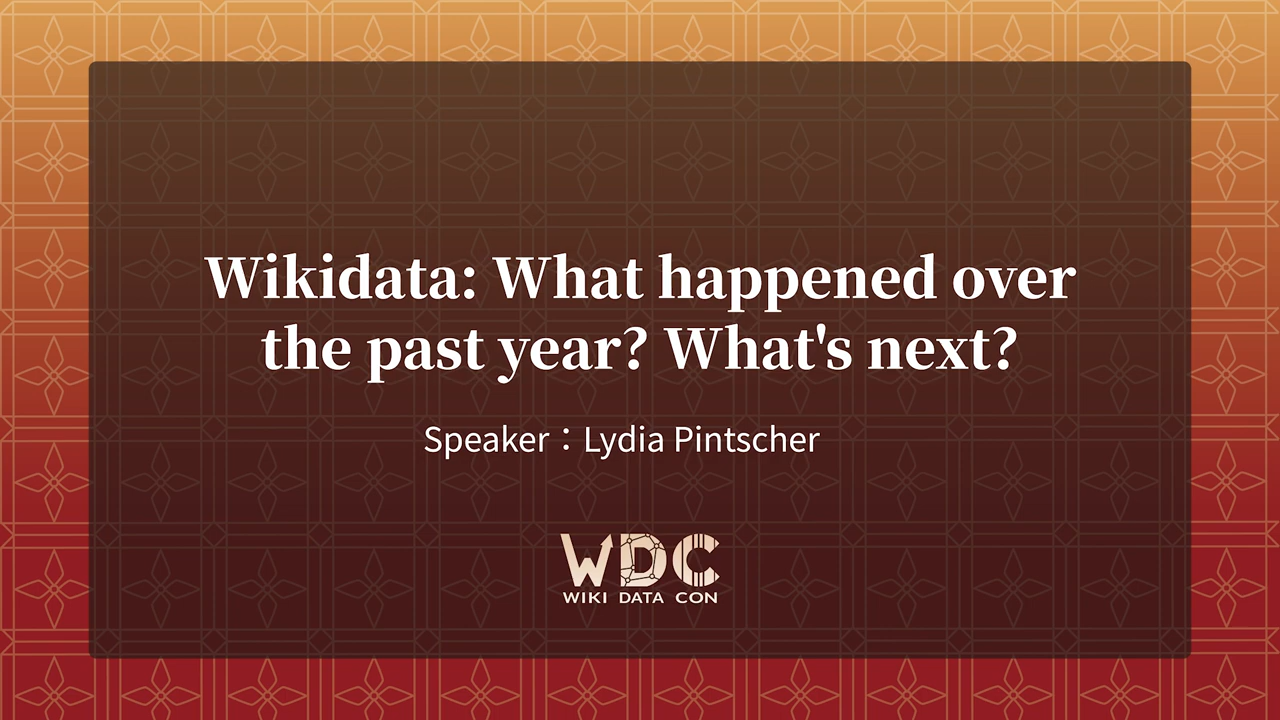 Wikidata: What happened over
the past year? What's next?
Speaker：Lydia Pintscher
WDC
WIKI DATA CON